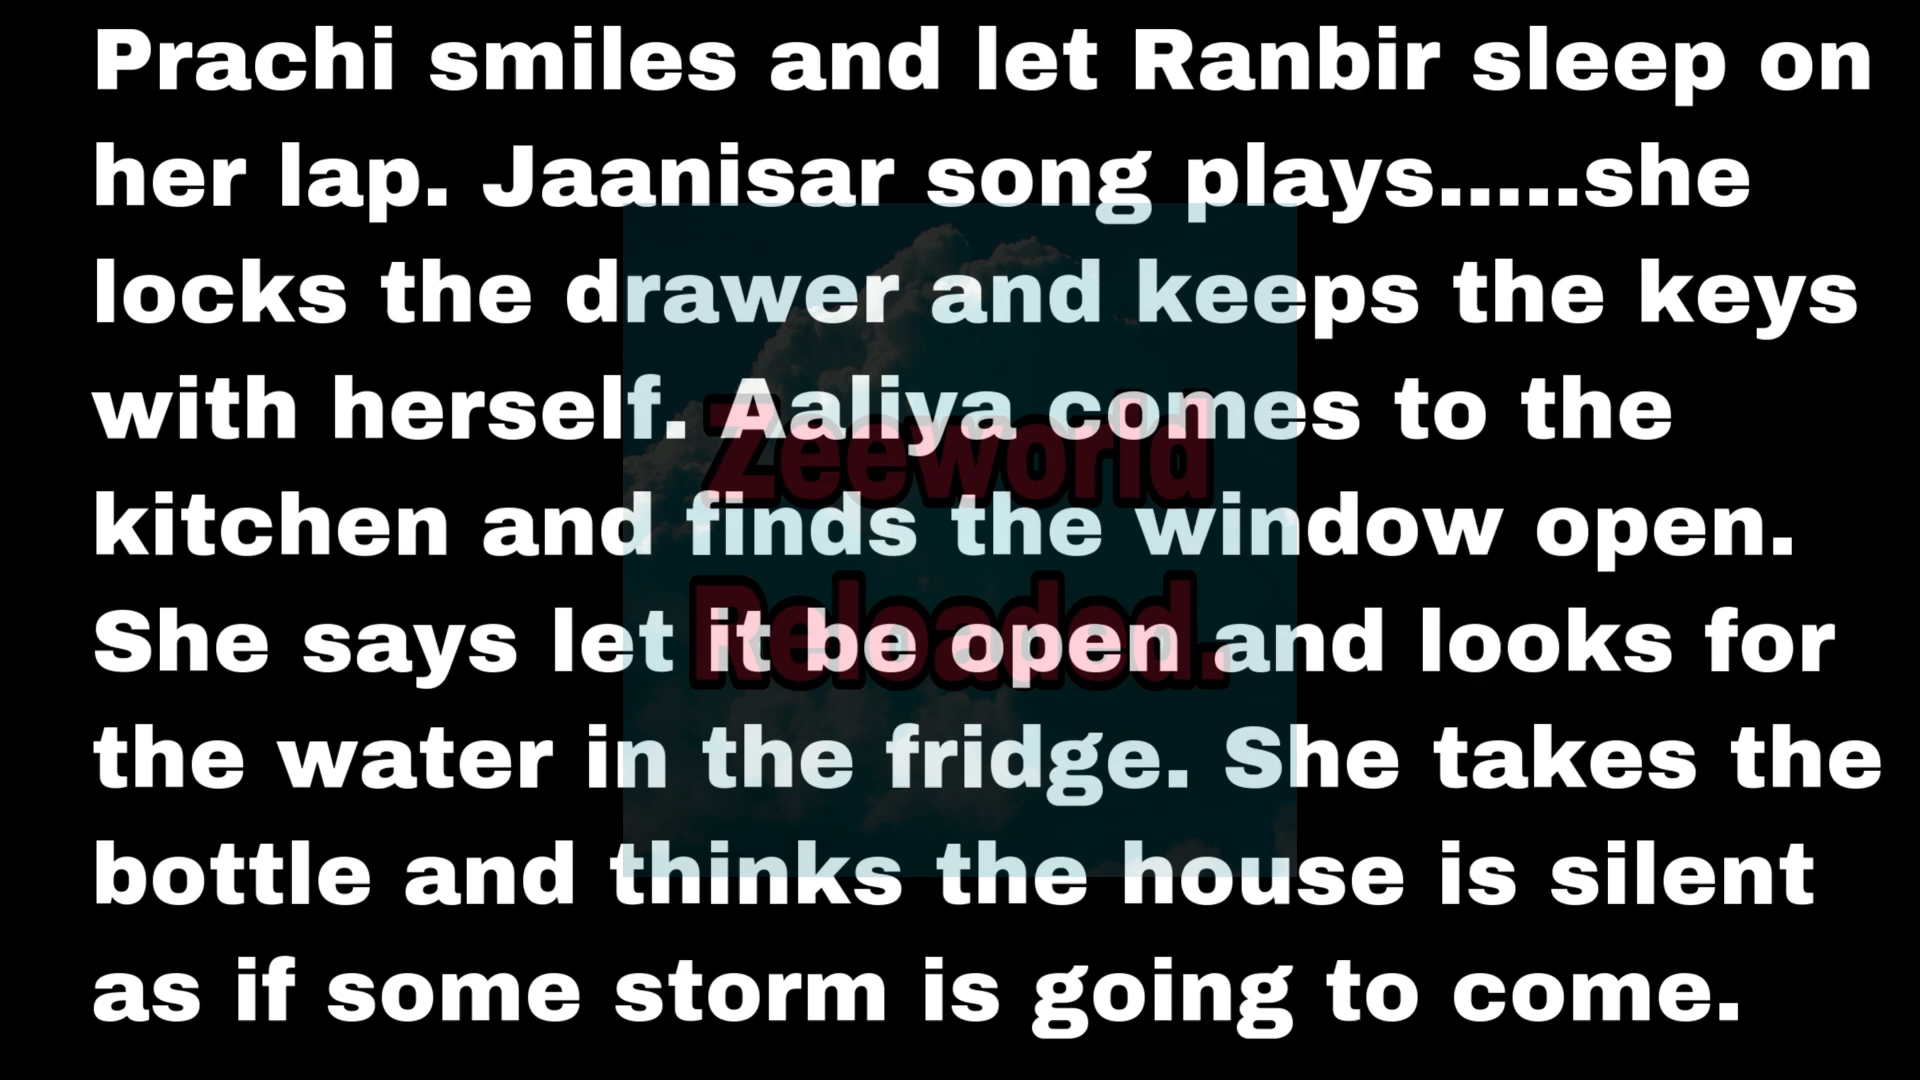 Prachi smiles and let Ranbir sleep on
her lap. Jaanisar song plays.....she
locks the drawer and keeps the keys
with herself. Aaliya comes to the
kitchen and finds the window open.
She says let it be open and looks for
the water in the fridge. She takes the
bottle and thinks the house is silent
as if some storm is going to come.
Zeeworld
Reloaded.